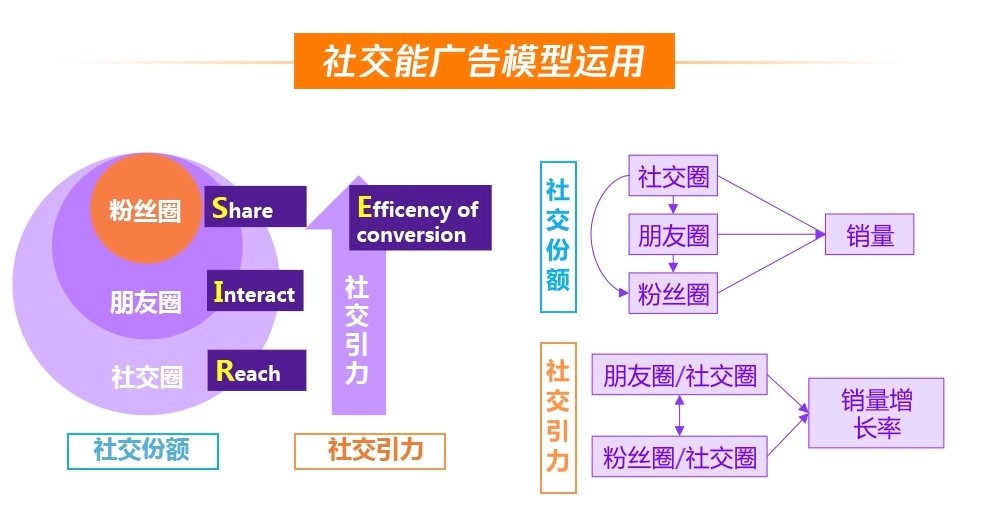 社交能广告模型运用
粉丝圈
Share
朋友圈
Interact
社交圈
Reach
社交份额
Efficency of
conversion
社交引力
社交引力
社交份额
社交圈
朋友圈
粉丝圈
销量
社交引力
朋友圈/社交圈
粉丝圈/社交圈
销量增
长率